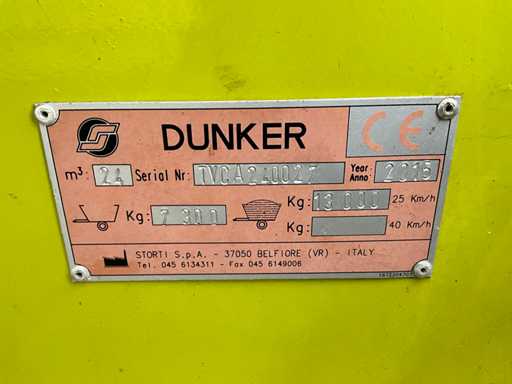 DUNKER CE
m³: 24 Serial Nr: TVGA240027 Year Anno: 2015
Kg: 7 300 Kg: 13 000 25 Km/h
Kg: 40 Km/h
STORTI S.p.A. - 37050 BELFIORE (VR) - ITALY
Tel. 045 6134311 - Fax 045 6149006